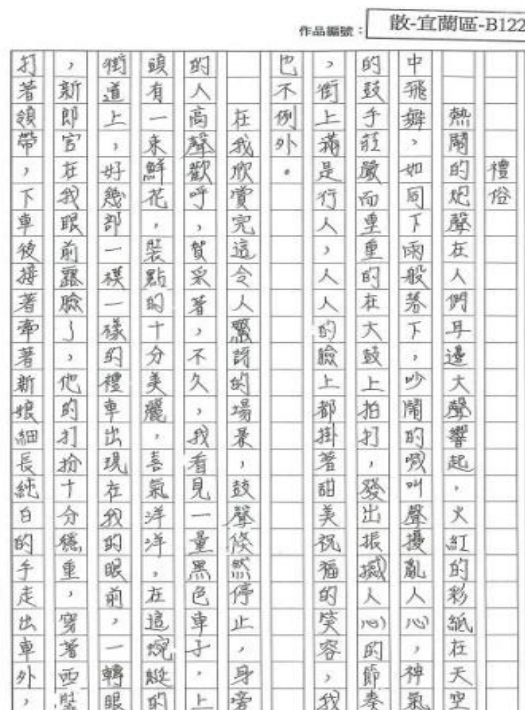 作品編號：
散-宜蘭區-B122
禮俗
熱鬧的炮聲在人們耳邊大聲響起，火紅的彩紙在天空
中飛舞，如同下雨般落下，吵鬧的喊叫聲擾亂人心，神氣
的鼓手莊嚴而重重的在大鼓上拍打，發出振撼人心的節奏
，街上滿是行人，人人的臉上都掛著甜美祝福的笑容，我
也不例外。
在我欣賞完這令人驚訝的場景，鼓聲倏然停止，身旁
的人高聲歡呼，賀采著，不久，我看見一量黑色車子，上
頭有一束鮮花，裝點的十分美麗，喜氣洋洋，在這蜿蜒的
街道上，好幾部一模一樣的禮車出現在我的眼前，一轉眼
，新郎官在我眼前露臉了，他的打扮十分穩重，穿著西裝
打著領帶，下車後接著牽著新娘細長純白的手走出車外，